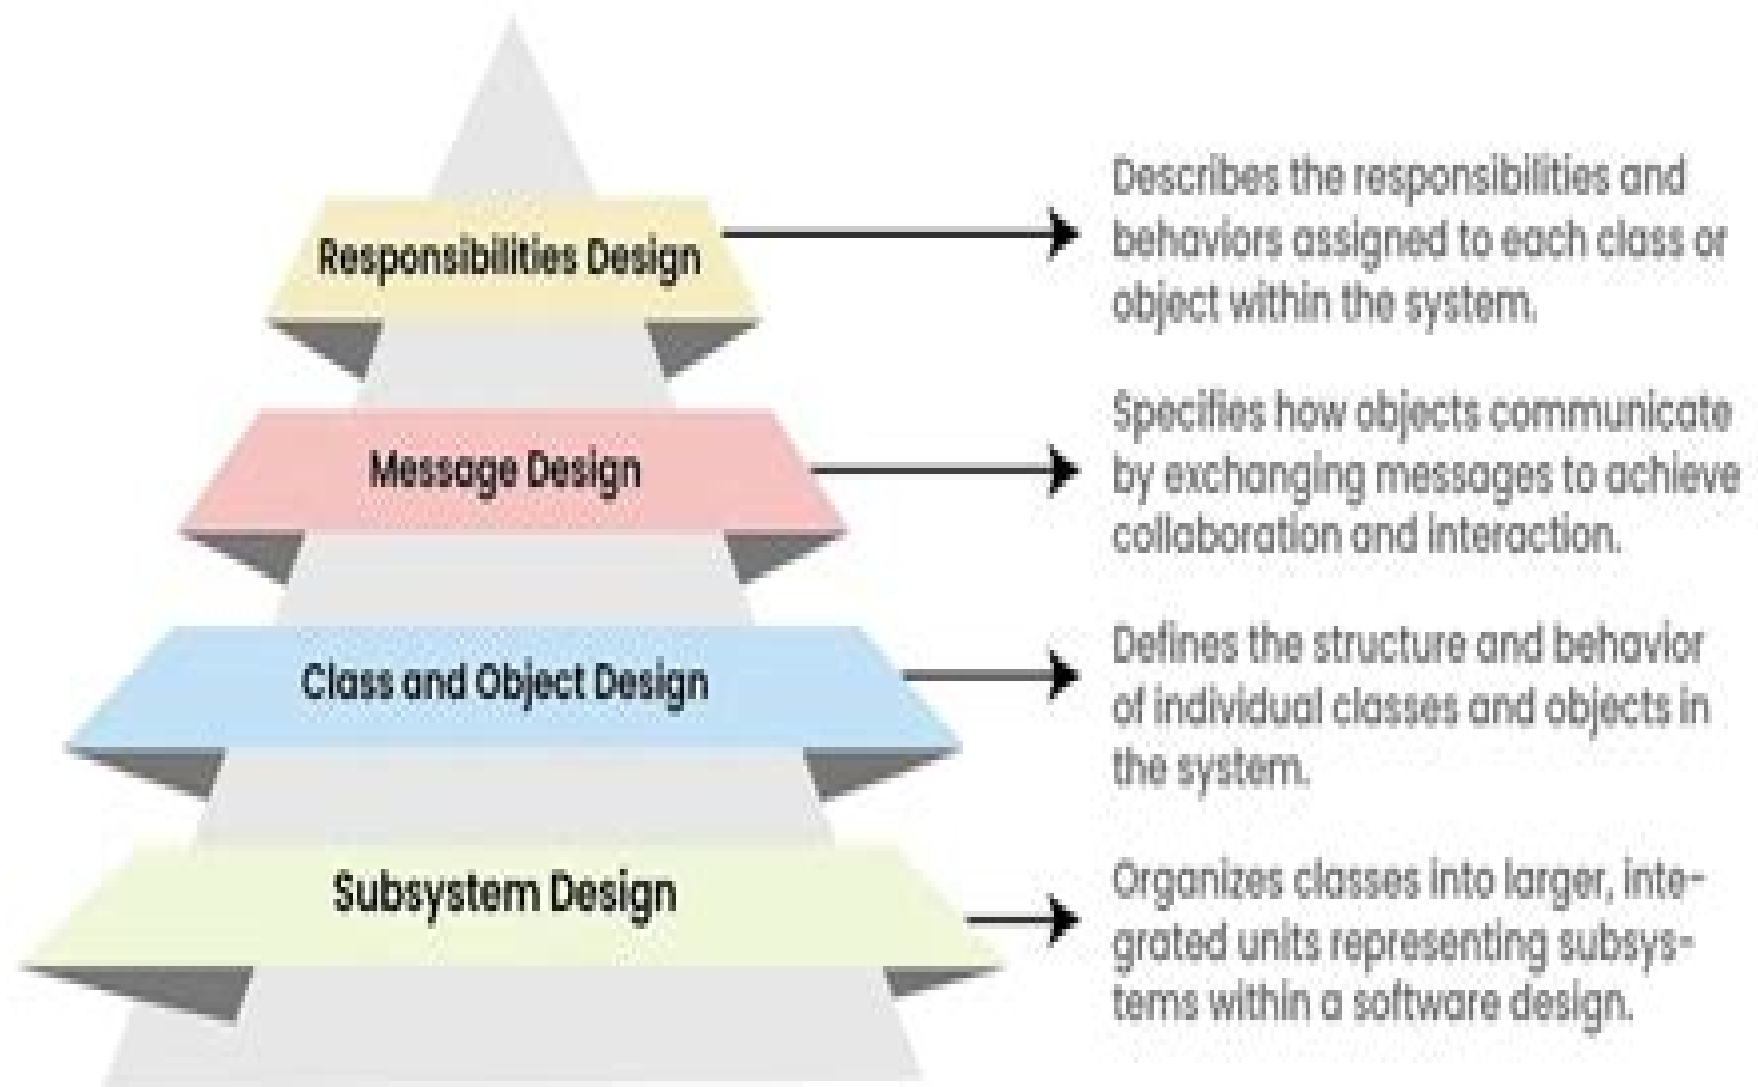 Responsibilities Design
Describes the responsibilities and
behaviors assigned to each class or
object within the system.
Message Design
Specifies how objects communicate
by exchanging messages to achieve
collaboration and interaction.
Class and Object Design
Defines the structure and behavior
of individual classes and objects in
the system.
Subsystem Design
Organizes classes into larger, inte-
grated units representing subsys-
tems within a software design.